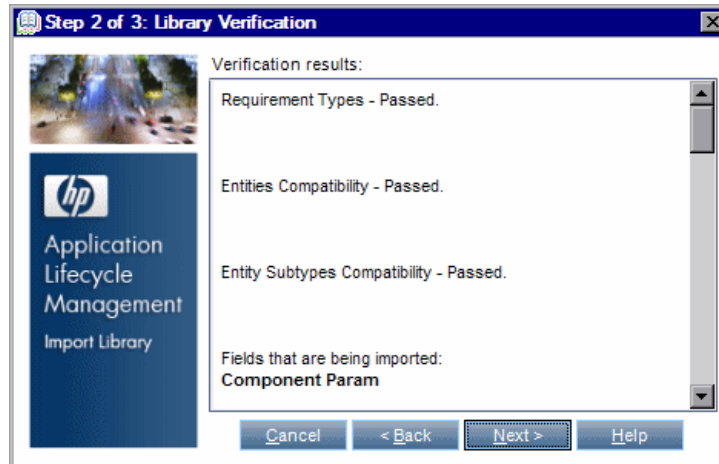 Step 2 of 3: Library Verification
Verification results:
Requirement Types - Passed.
Entities Compatibility - Passed.
Entity Subtypes Compatibility - Passed.
Fields that are being imported:
Component Param
hp
Application
Lifecycle
Management
Import Library
Cancel
< Back
Next >
Help